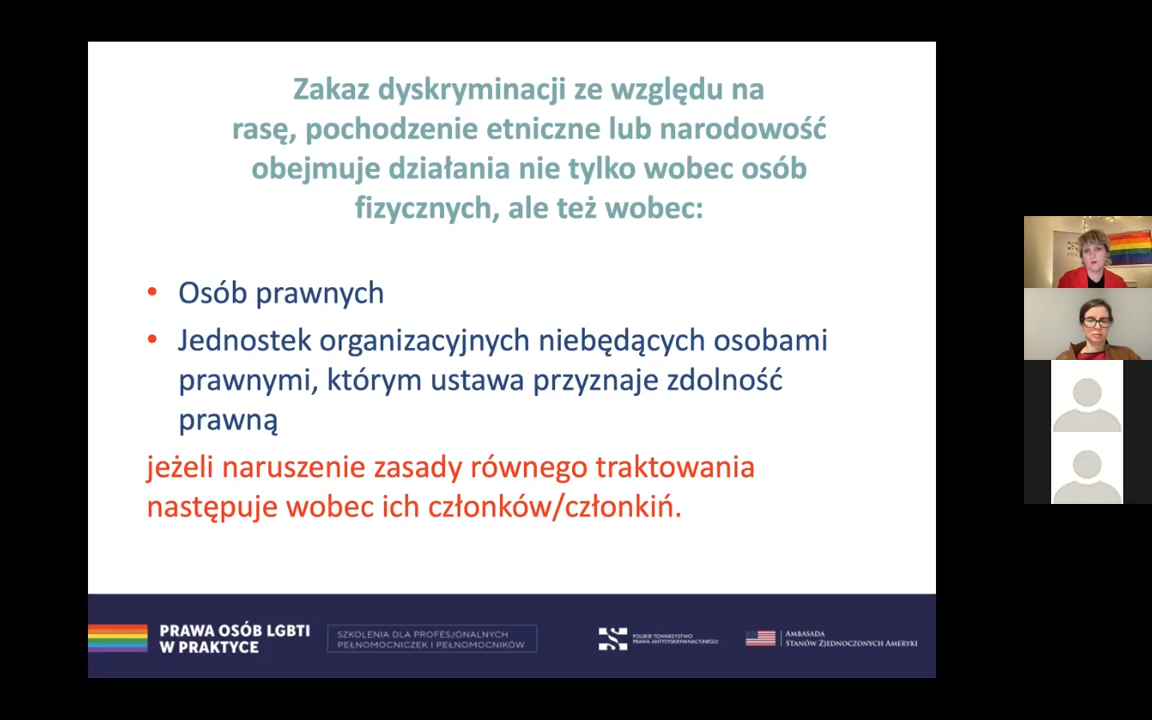 Zakaz dyskryminacji ze względu na
rasę, pochodzenie etniczne lub narodowość
obejmuje działania nie tylko wobec osób
fizycznych, ale też wobec:
• Osób prawnych
• Jednostek organizacyjnych niebędących osobami
prawnymi, którym ustawa przyznaje zdolność
prawną
jeżeli naruszenie zasady równego traktowania
następuje wobec ich członków/członkiń.
PRAWA OSÓB LGBTI
W PRAKTYCE
SZKOLENIA DLA PROFESJONALNYCH
PEŁNOMOCNICZEK I PEŁNOMOCNIKÓW
POLSKIE TOWARZYSTWO
PRAWA ANTYDYSKRYMINACYJNEGO
AMBASADA
STANÓW ZJEDNOCZONYCH AMERYKI